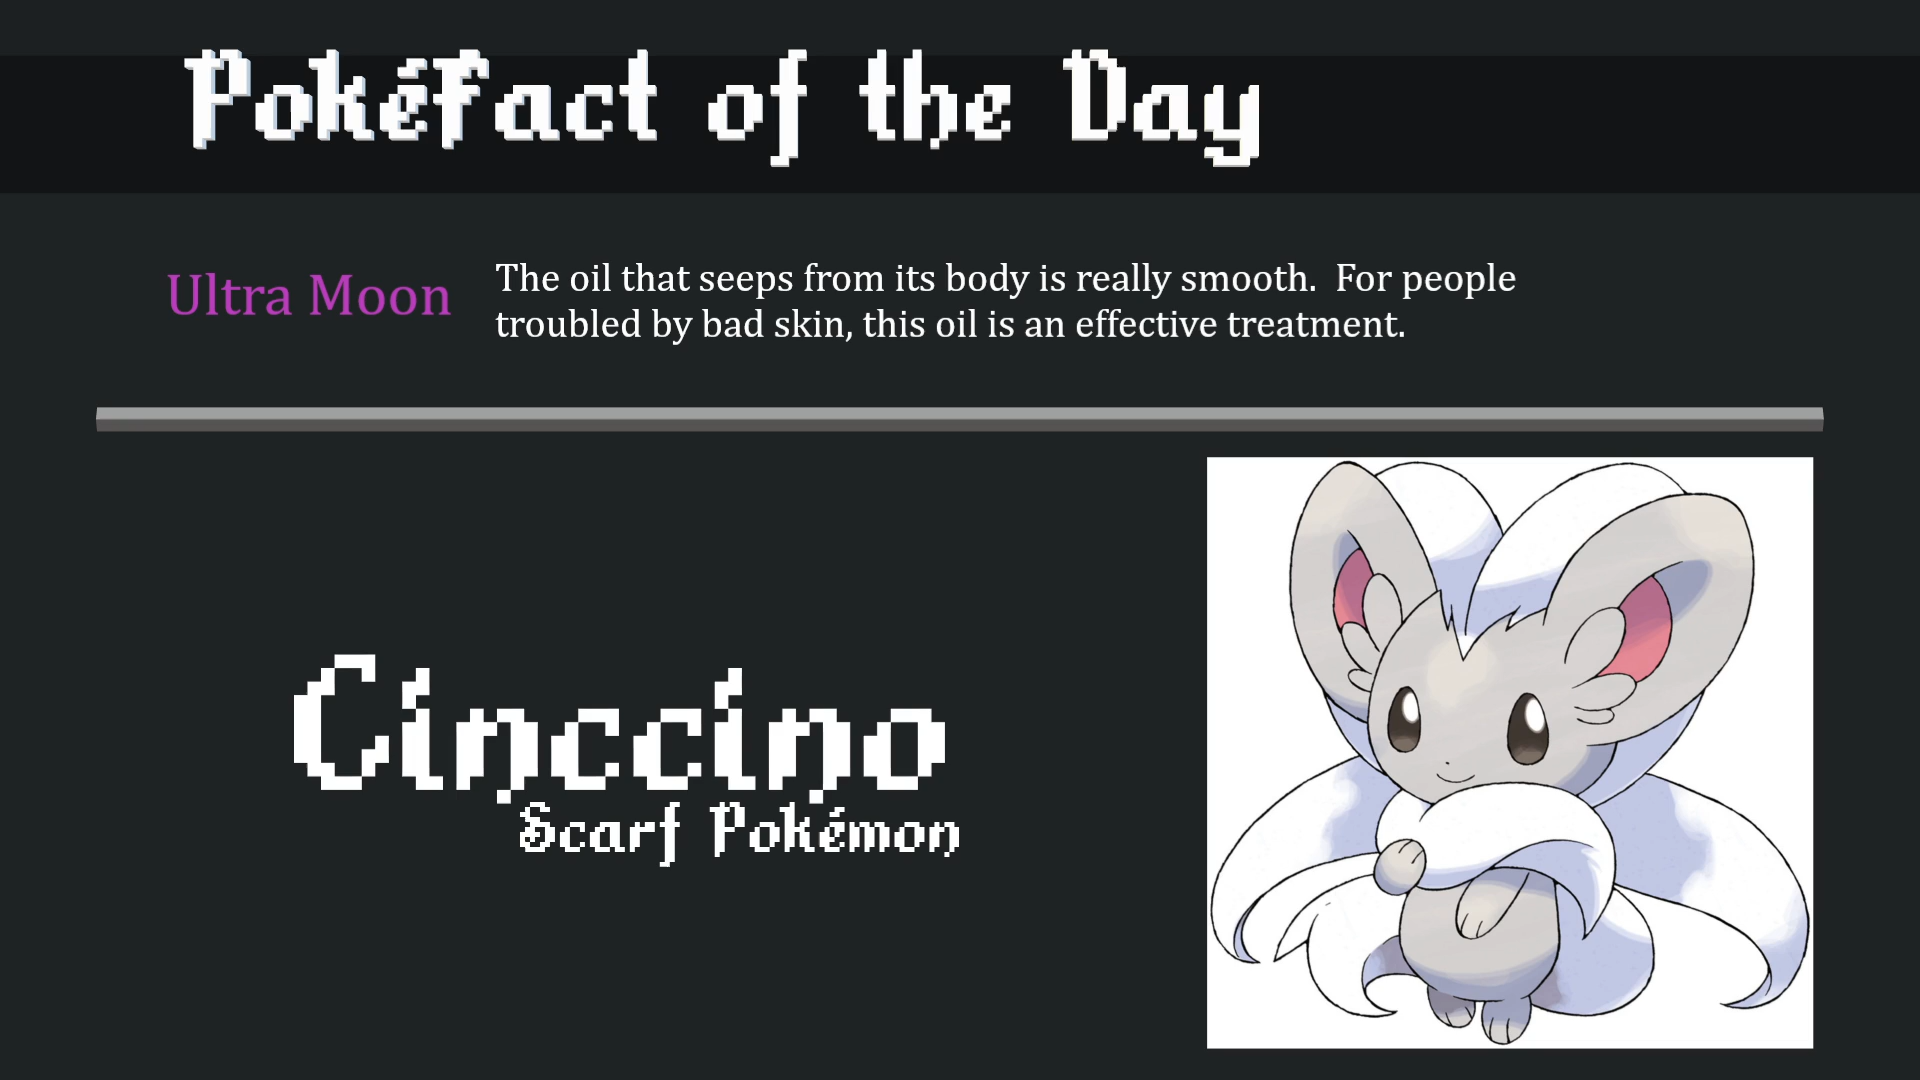 PokéFact of the Day
Ultra Moon
The oil that seeps from its body is really smooth.  For people
troubled by bad skin, this oil is an effective treatment.
Cinccino
Scarf Pokémon